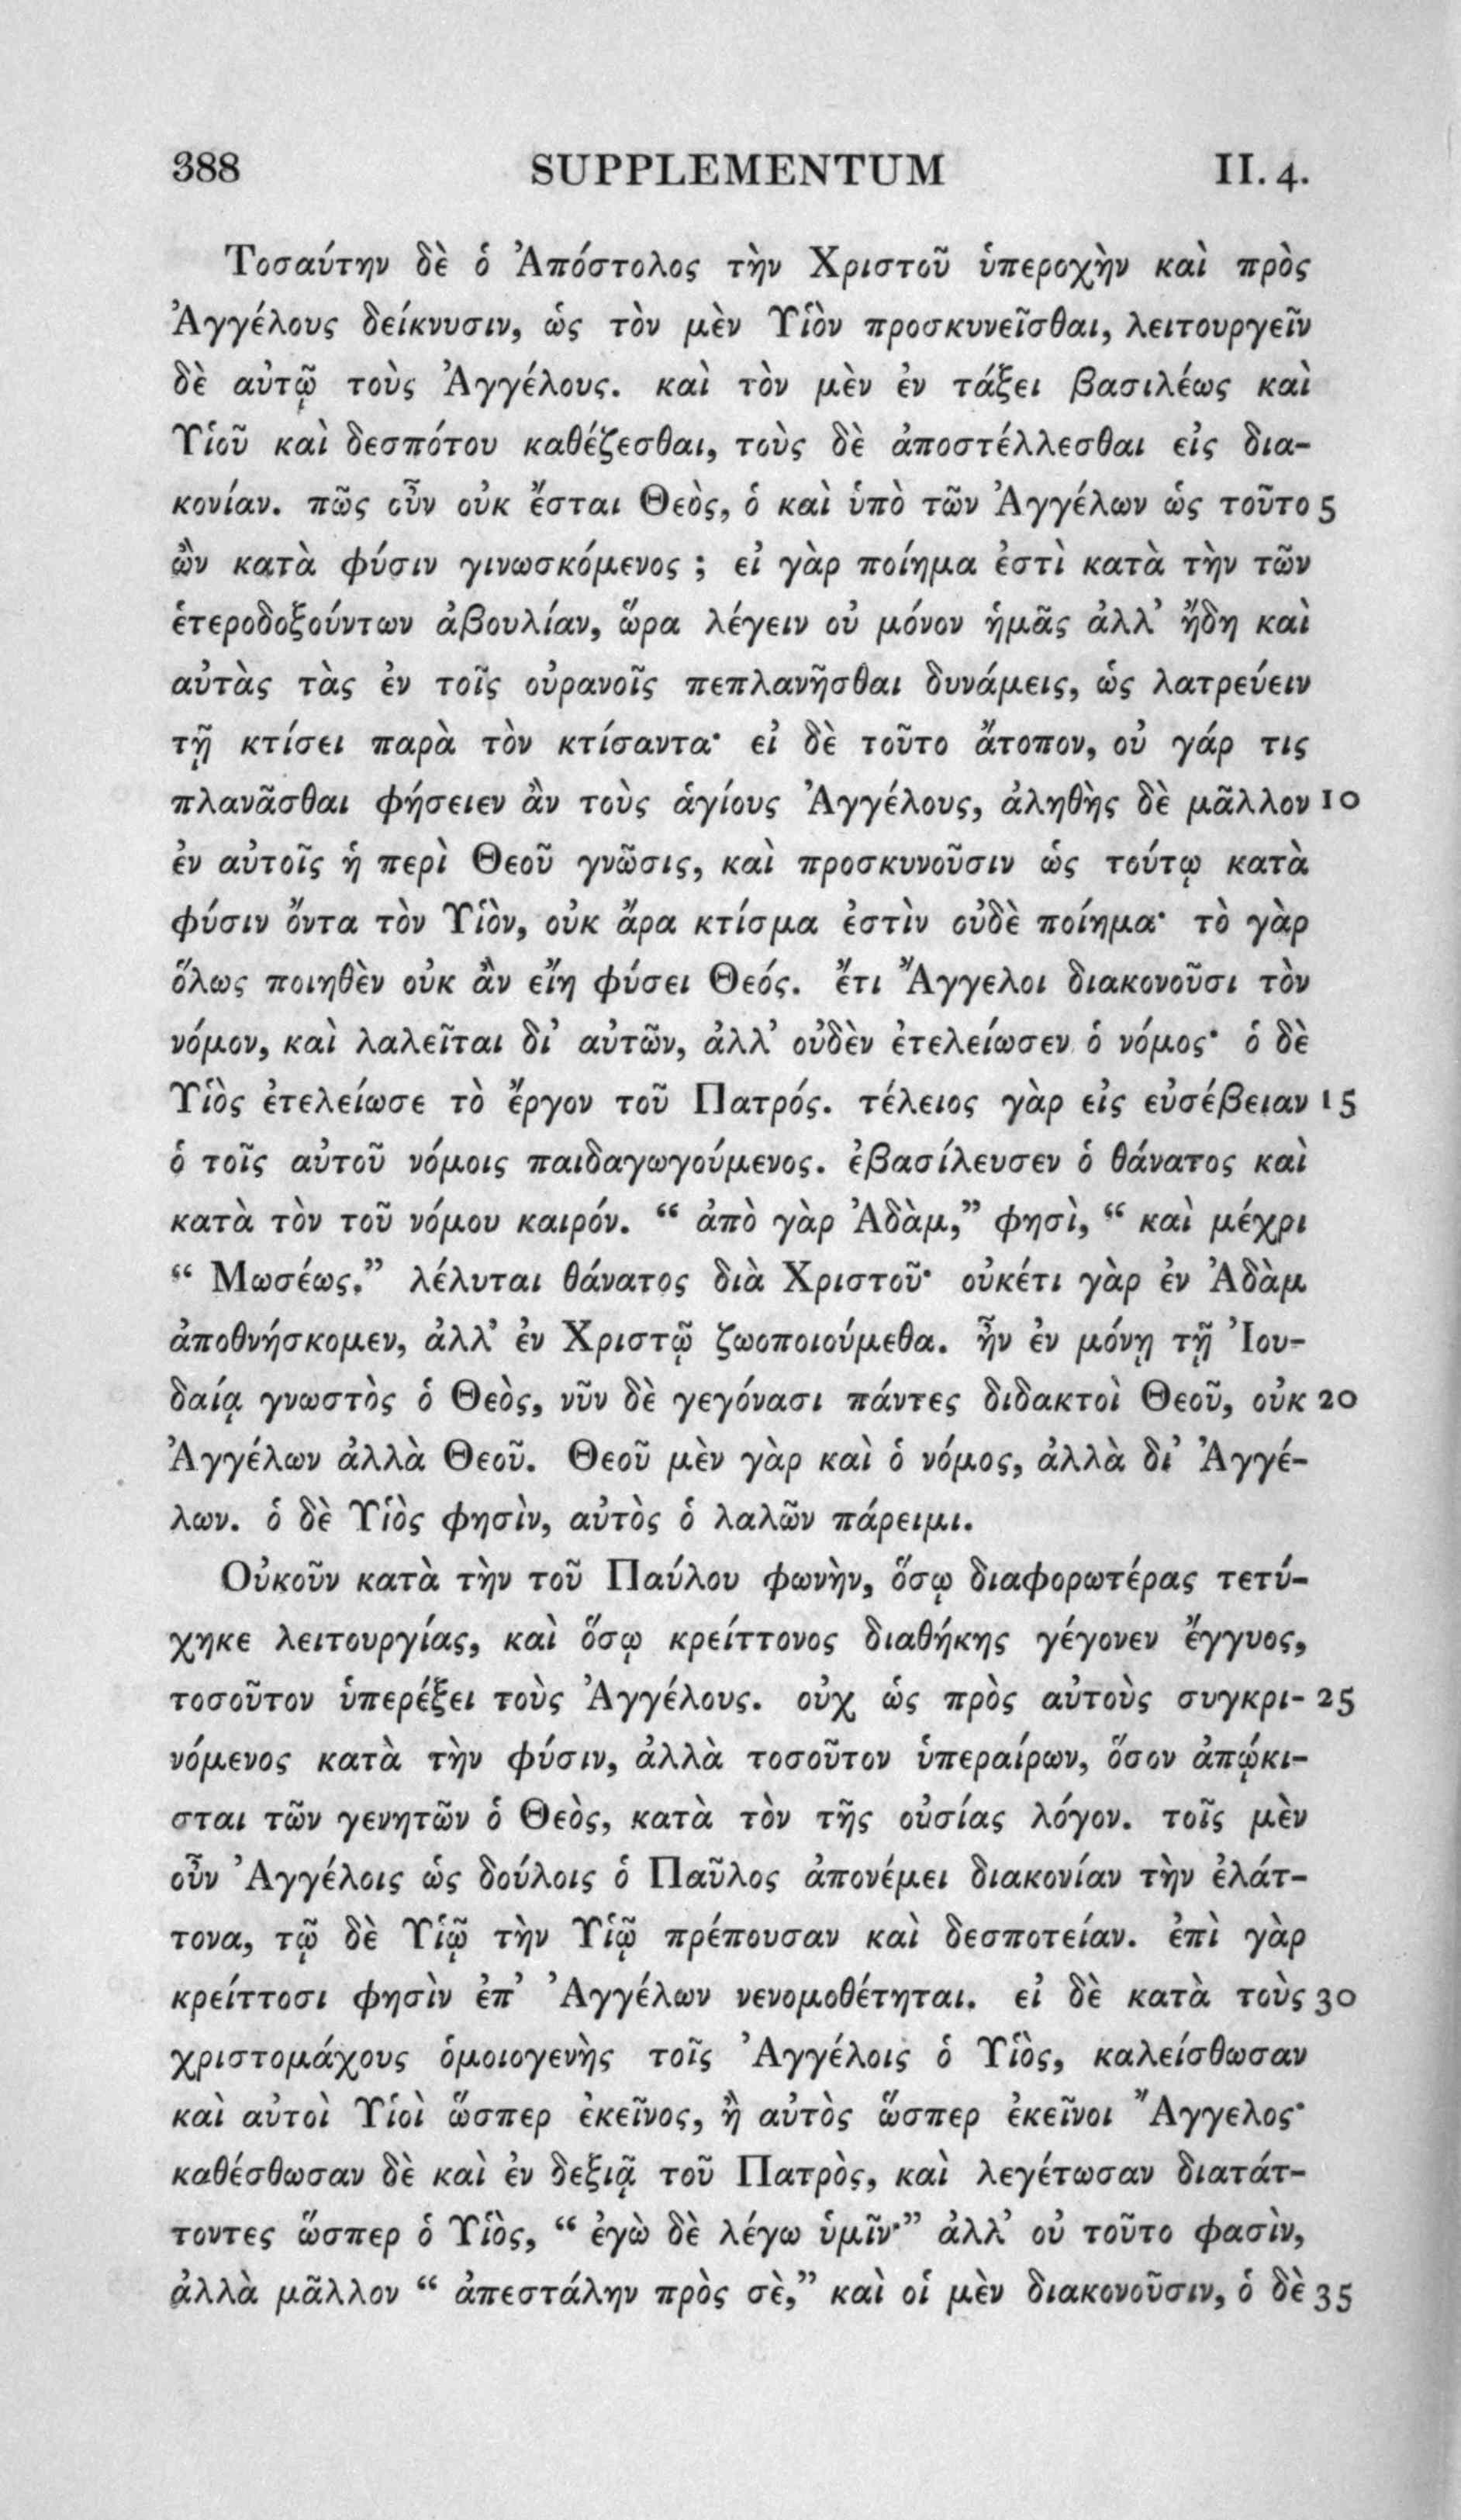 388 SUPPLEMENTUM II. 4.
Τοσαύτην δὲ ὁ Ἀπόστολος τὴν Χριστοῦ ὑπεροχὴν καὶ πρὸς
Ἀγγέλους δείκνυσιν, ὡς τὸν μὲν Υἱὸν προσκυνεῖσθαι, λειτουργεῖν
δὲ αὐτῷ τοὺς Ἀγγέλους. καὶ τὸν μὲν ἐν τάξει βασιλέως καὶ
Υἱοῦ καὶ δεσπότου καθέζεσθαι, τοὺς δὲ ἀποστέλλεσθαι εἰς δια-
κονίαν. πῶς οὖν οὐκ ἔσται Θεὸς, ὁ καὶ ὑπὸ τῶν Ἀγγέλων ὡς τοῦτο 5
ὢν κατὰ φύσιν γινωσκόμενος ; εἰ γὰρ ποίημα ἐστὶ κατὰ τὴν τῶν
ἑτεροδοξούντων ἀβουλίαν, ὥρα λέγειν οὐ μόνον ἡμᾶς ἀλλ’ ἤδη καὶ
αὐτὰς τὰς ἐν τοῖς οὐρανοῖς πεπλανῆσθαι δυνάμεις, ὡς λατρεύειν
τῇ κτίσει παρὰ τὸν κτίσαντα· εἰ δὲ τοῦτο ἄτοπον, οὐ γάρ τις
πλανᾶσθαι φήσειεν ἂν τοὺς ἁγίους Ἀγγέλους, ἀληθὴς δὲ μᾶλλον 10
ἐν αὐτοῖς ἡ περὶ Θεοῦ γνῶσις, καὶ προσκυνοῦσιν ὡς τούτῳ κατὰ
φύσιν ὄντα τὸν Υἱὸν, οὐκ ἄρα κτίσμα ἐστὶν οὐδὲ ποίημα· τὸ γὰρ
ὅλως ποιηθὲν οὐκ ἂν εἴη φύσει Θεός. ἔτι Ἄγγελοι διακονοῦσι τὸν
νόμον, καὶ λαλεῖται δι’ αὐτῶν, ἀλλ’ οὐδὲν ἐτελείωσεν ὁ νόμος· ὁ δὲ
Υἱὸς ἐτελείωσε τὸ ἔργον τοῦ Πατρός. τέλειος γὰρ εἰς εὐσέβειαν 15
ὁ τοῖς αὐτοῦ νόμοις παιδαγωγούμενος. ἐβασίλευσεν ὁ θάνατος καὶ
κατὰ τὸν τοῦ νόμου καιρόν. “ ἀπὸ γὰρ Ἀδὰμ,” φησὶ, “ καὶ μέχρι
“ Μωσέως.” λέλυται θάνατος διὰ Χριστοῦ· οὐκέτι γὰρ ἐν Ἀδὰμ
ἀποθνήσκομεν, ἀλλ’ ἐν Χριστῷ ζωοποιούμεθα. ἦν ἐν μόνῃ τῇ Ἰου-
δαίᾳ γνωστὸς ὁ Θεὸς, νῦν δὲ γεγόνασι πάντες διδακτοὶ Θεοῦ, οὐκ 20
Ἀγγέλων ἀλλὰ Θεοῦ. Θεοῦ μὲν γὰρ καὶ ὁ νόμος, ἀλλὰ δι’ Ἀγγέ-
λων. ὁ δὲ Υἱὸς φησὶν, αὐτὸς ὁ λαλῶν πάρειμι.
Οὐκοῦν κατὰ τὴν τοῦ Παύλου φωνὴν, ὅσῳ διαφορωτέρας τετύ-
χηκε λειτουργίας, καὶ ὅσῳ κρείττονος διαθήκης γέγονεν ἔγγυος,
τοσοῦτον ὑπερέξει τοὺς Ἀγγέλους. οὐχ ὡς πρὸς αὐτοὺς συγκρι- 25
νόμενος κατὰ τὴν φύσιν, ἀλλὰ τοσοῦτον ὑπεραίρων, ὅσον ἀπῴκι-
σται τῶν γενητῶν ὁ Θεὸς, κατὰ τὸν τῆς οὐσίας λόγον. τοῖς μὲν
οὖν Ἀγγέλοις ὡς δούλοις ὁ Παῦλος ἀπονέμει διακονίαν τὴν ἐλάτ-
τονα, τῷ δὲ Υἱῷ τὴν Υἱῷ πρέπουσαν καὶ δεσποτείαν. ἐπὶ γὰρ
κρείττοσι φησὶν ἐπ’ Ἀγγέλων νενομοθέτηται. εἰ δὲ κατὰ τοὺς 30
χριστομάχους ὁμοιογενὴς τοῖς Ἀγγέλοις ὁ Υἱὸς, καλείσθωσαν
καὶ αὐτοὶ Υἱοὶ ὥσπερ ἐκεῖνος, ἢ αὐτὸς ὥσπερ ἐκεῖνοι Ἄγγελος·
καθέσθωσαν δὲ καὶ ἐν δεξιᾷ τοῦ Πατρὸς, καὶ λεγέτωσαν διατάτ-
τοντες ὥσπερ ὁ Υἱὸς, “ ἐγὼ δὲ λέγω ὑμῖν·” ἀλλ’ οὐ τοῦτο φασὶν,
ἀλλὰ μᾶλλον “ ἀπεστάλην πρὸς σὲ,” καὶ οἱ μὲν διακονοῦσιν, ὁ δὲ 35